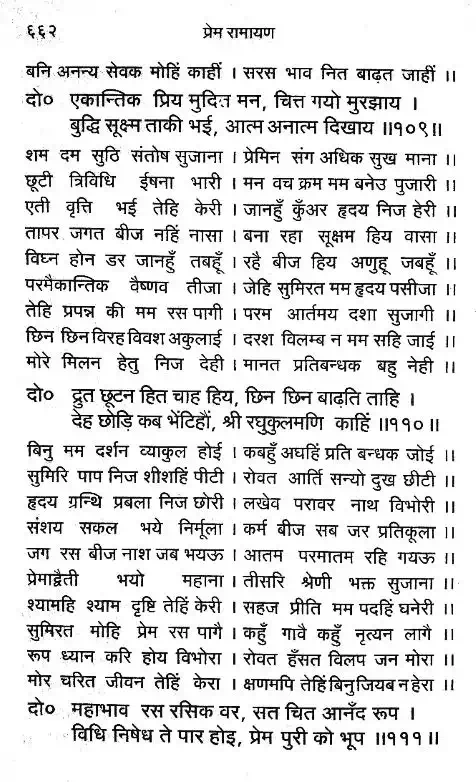 ६६२
प्रेम रामायण
बनि अनन्य सेवक मोहिं काहीं । सरस भाव नित बाढ़त जाहीं ।।
दो० एकान्तिक प्रिय मुदित मन, चित्त गयो मुरझाय ।
बुद्धि सूक्ष्म ताकी भई, आत्म अनात्म दिखाय ।।१०९।।
शम दम सुठि संतोष सुजाना । प्रेमिन संग अधिक सुख माना ।।
छूटी त्रिविधि ईषना भारी । मन वच क्रम मम बनेउ पुजारी ।।
एती वृत्ति भई तेहि केरी । जानहुँ कुँअर हृदय निज हेरी ।।
तापर जगत बीज नहिं नासा । बना रहा सूक्षम हिय वासा ।।
विघ्न होन डर जानहुँ तबहूँ । रहै बीज हिय अणुहू जबहूँ ।।
परमैकान्तिक वैष्णव तीजा । जेहि सुमिरत मम हृदय पसीजा ।।
तेहि प्रपन्न की मम रस पागी । परम आर्तमय दशा सुजागी ।।
छिन छिन विरह विवश अकुलाई । दरश विलम्ब न मम सहि जाई ।।
मोरे मिलन हेतु निज देही । मानत प्रतिबन्धक बहु नेही ।।
दो० द्रुत छूटन हित चाह हिय, छिन छिन बाढ़ति ताहि ।
देह छोड़ि कब भेंटिहौं, श्री रघुकुलमणि काहिं ।।११०।।
बिनु मम दर्शन व्याकुल होई । कबहुँ अघहिं प्रति बन्धक जोई ।।
सुमिरि पाप निज शीशहिं पीटी । रोवत आर्ति सन्यो दुख छीटी ।।
हृदय ग्रन्थि प्रबला निज छोरी । लखेव परावर नाथ विभोरी ।।
संशय सकल भये निर्मूला । कर्म बीज सब जर प्रतिकूला ।।
जग रस बीज नाश जब भयऊ । आतम परमातम रहि गयऊ ।।
प्रेमाद्वैती भयो महाना । तीसरि श्रेणी भक्त सुजाना ।।
श्यामहि श्याम दृष्टि तेहिं केरी । सहज प्रीति मम पदहिं घनेरी ।।
सुमिरत मोहि प्रेम रस पागै । कहुँ गावै कहुँ नृत्यन लागै ।।
रूप ध्यान करि होय विभोरा । रोवत हँसत विलप जन मोरा ।।
मोर चरित जीवन तेहिं केरा । क्षणमपि तेहिं बिनु जियब न हेरा ।।
दो० महाभाव रस रसिक वर, सत चित आनँद रूप ।
विधि निषेध ते पार होइ, प्रेम पुरी को भूप ।।१११।।